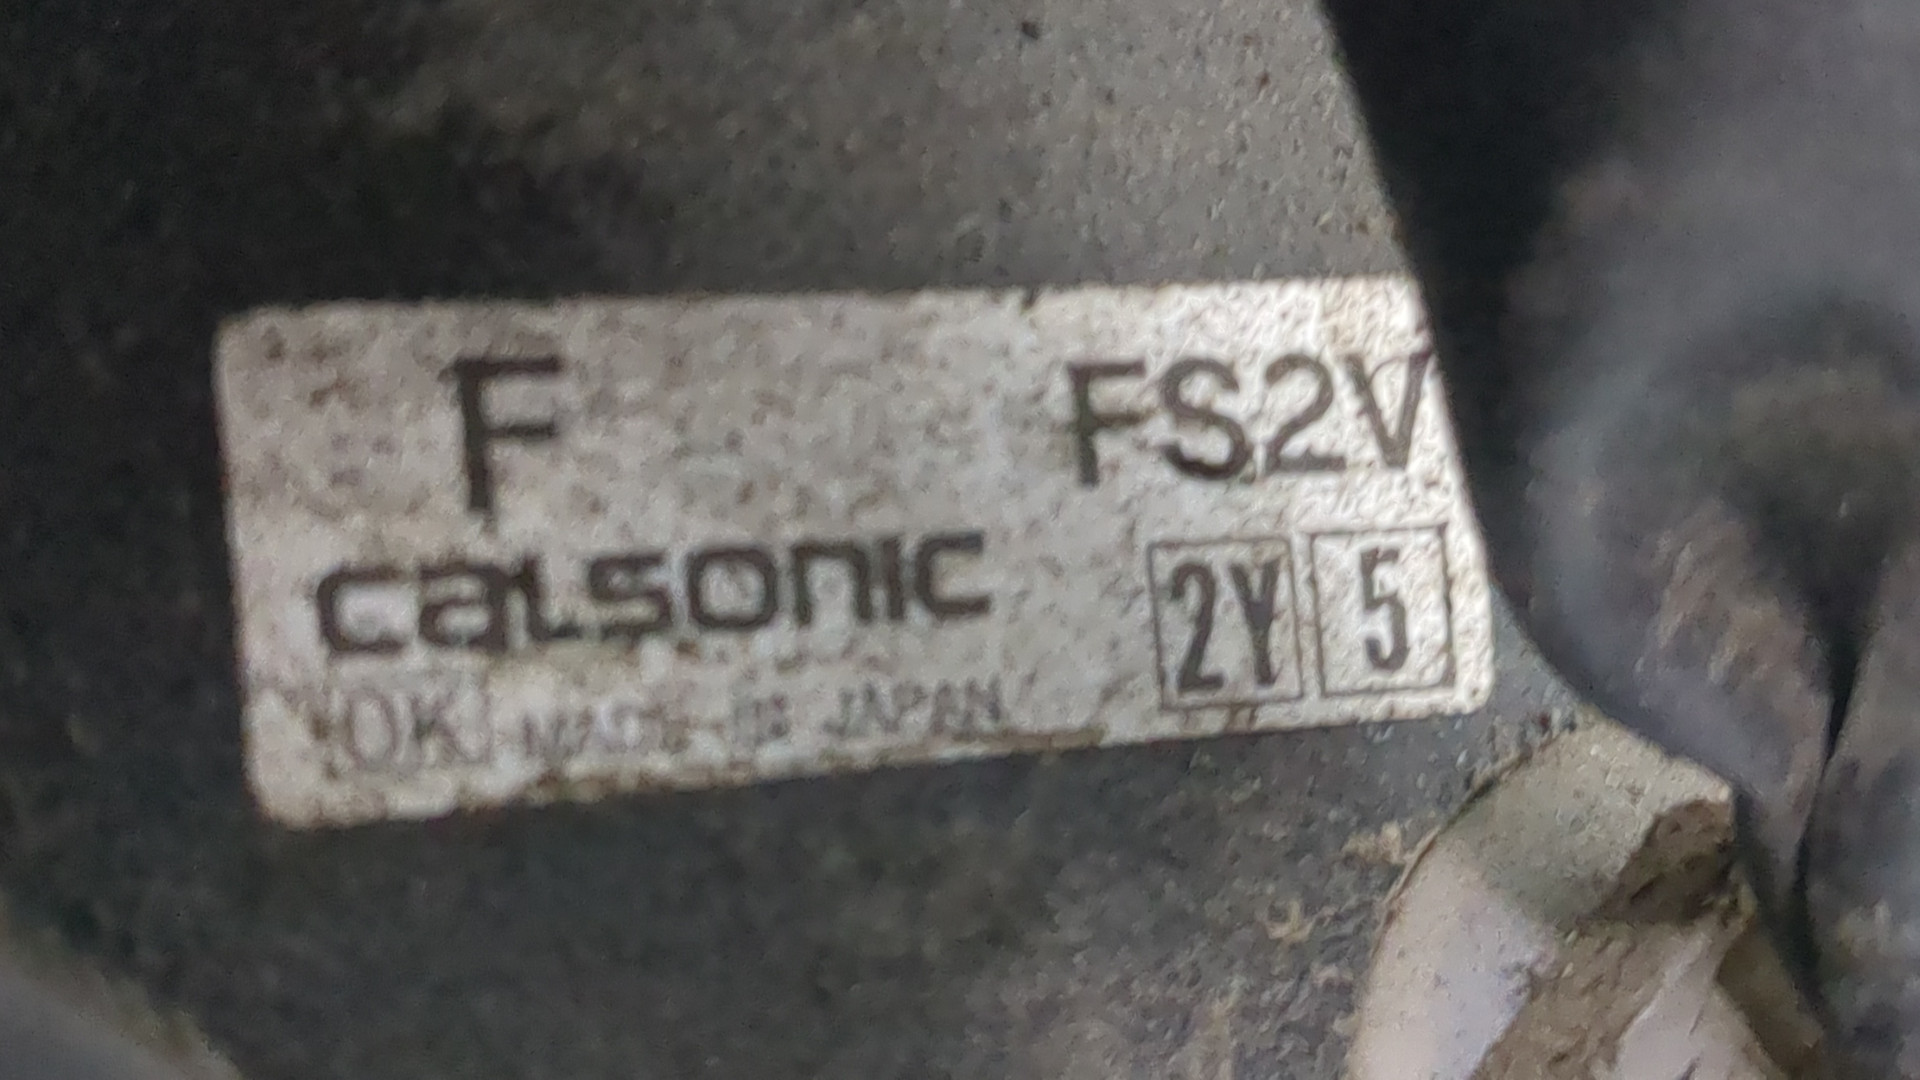 F FS2V
calsonic 2Y 5
OK MADE IN JAPAN